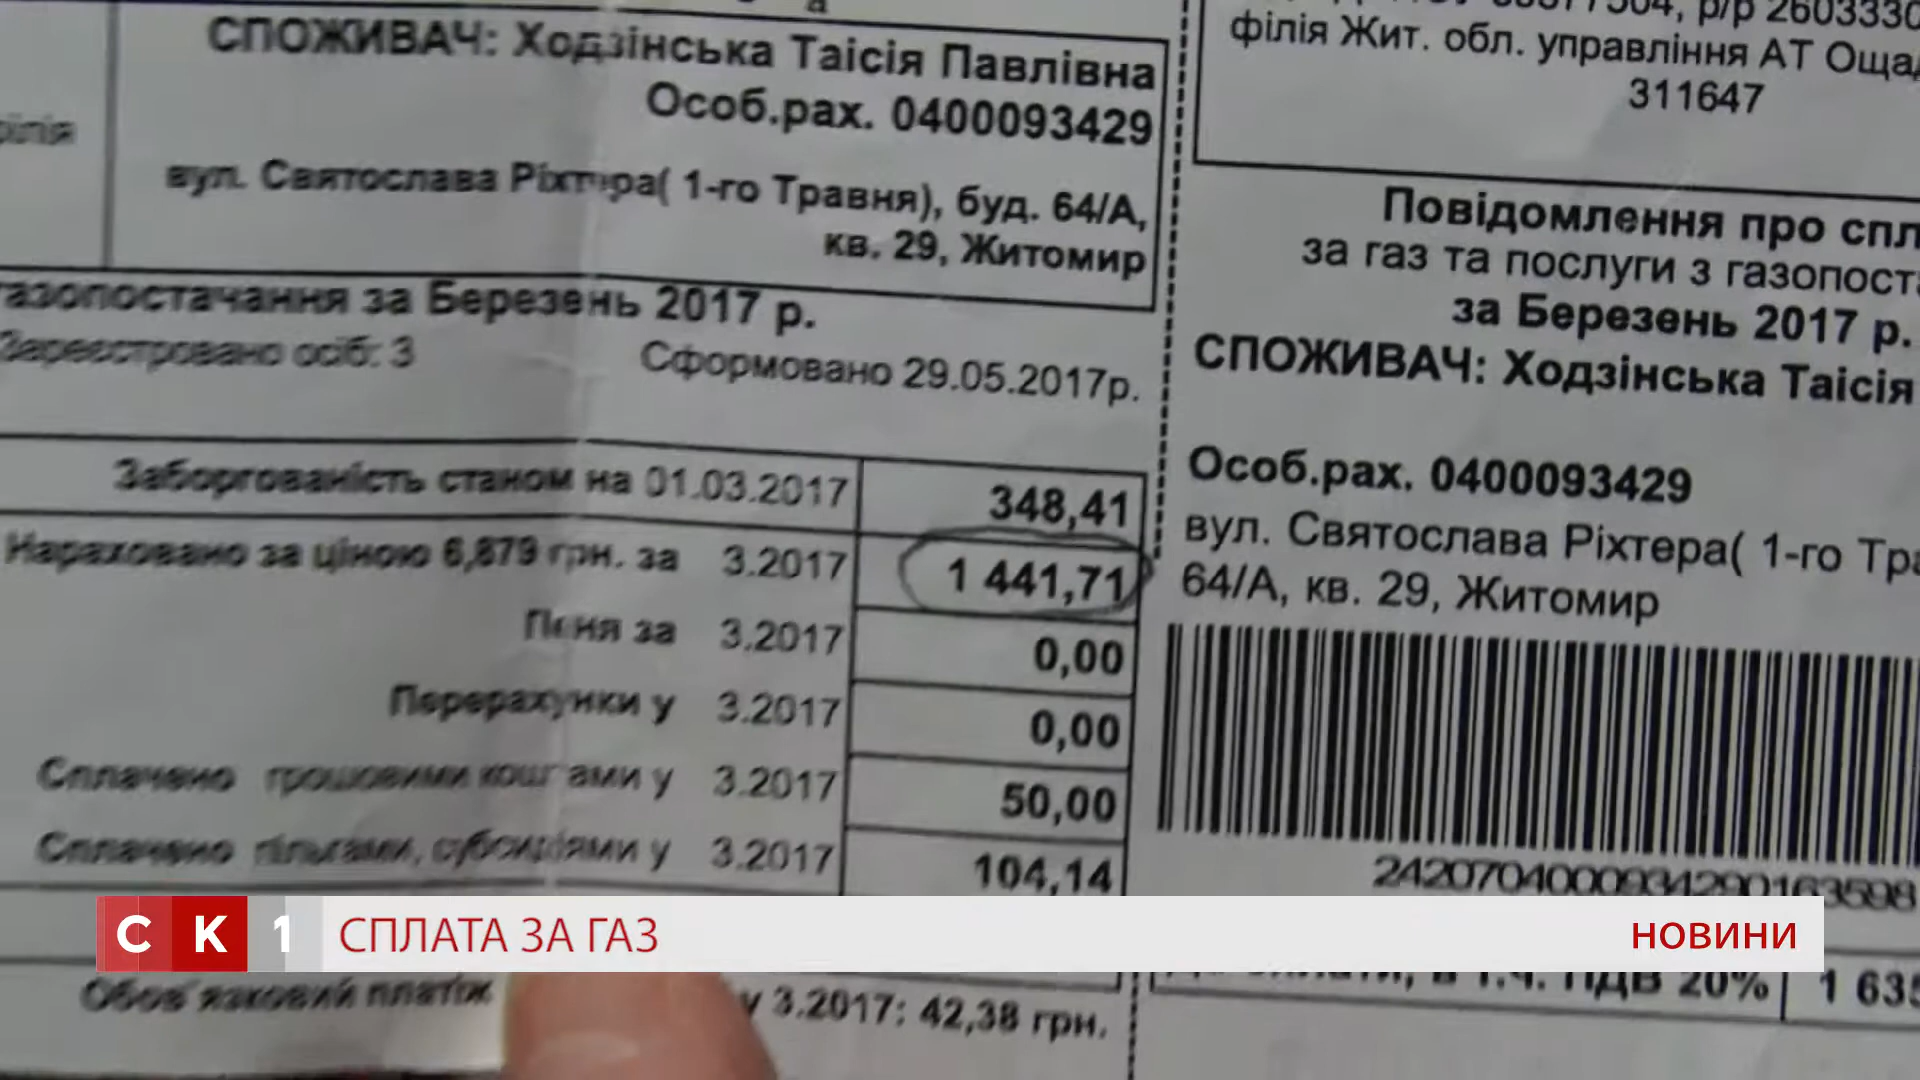 СПОЖИВАЧ: Ходзінська Таісія Павлівна
Особ.рах. 0400093429
вул. Святослава Ріхтера( 1-го Травня), буд. 64/А,
кв. 29, Житомир
газопостачання за Березень 2017 р.
Зареєстровано осіб: 3 Сформовано 29.05.2017р.
Заборгованість станом на 01.03.2017 348,41
Нараховано за ціною 6,879 грн. за 3.2017 1 441,71
Пеня за 3.2017 0,00
Перерахунки у 3.2017 0,00
Сплачено грошовими коштами у 3.2017 50,00
Сплачено пільгами, субсидіями у 3.2017 104,14
Обов'язковий платіж у 3.2017: 42,38 грн.
р/р 2603330
філія Жит. обл. управління АТ Ощад
311647
Повідомлення про спл
за газ та послуги з газопоста
за Березень 2017 р.
СПОЖИВАЧ: Ходзінська Таісія
Особ.рах. 0400093429
вул. Святослава Ріхтера( 1-го Тра
64/А, кв. 29, Житомир
2420704000934290163598
ПДВ 20% 1 635
СК1 СПЛАТА ЗА ГАЗ НОВИНИ